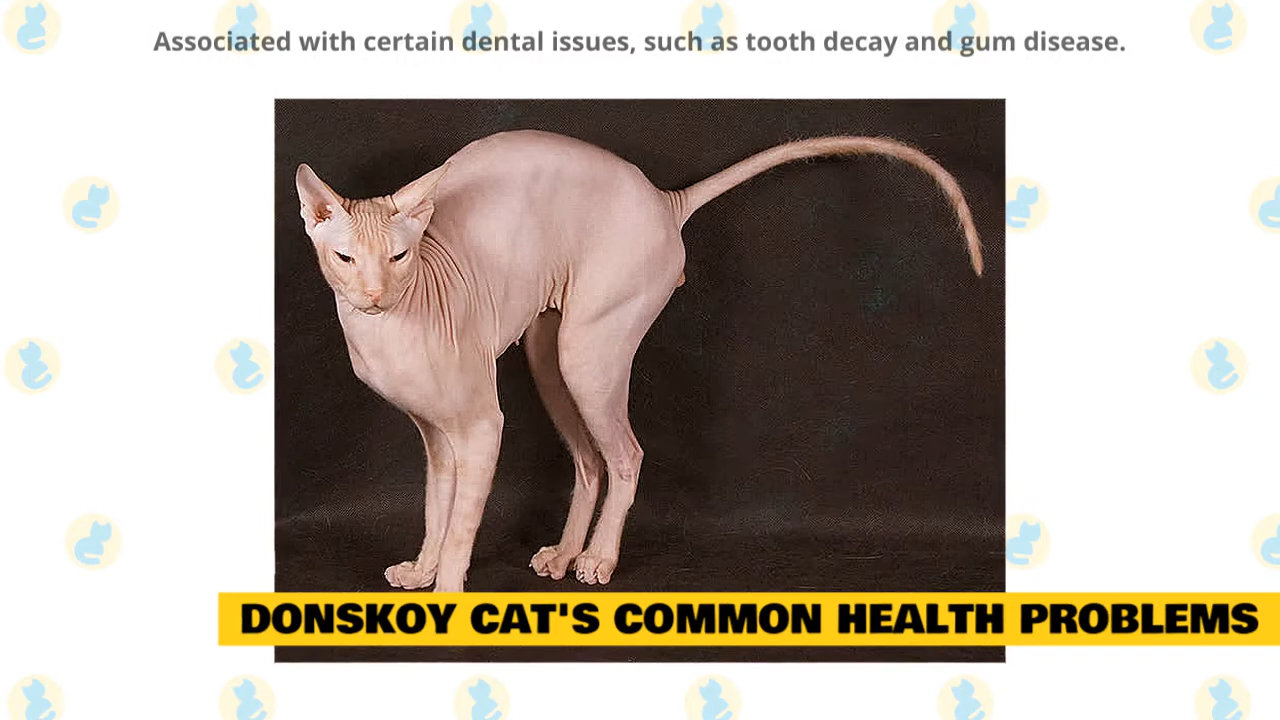 Associated with certain dental issues, such as tooth decay and gum disease.
DONSKOY CAT'S COMMON HEALTH PROBLEMS